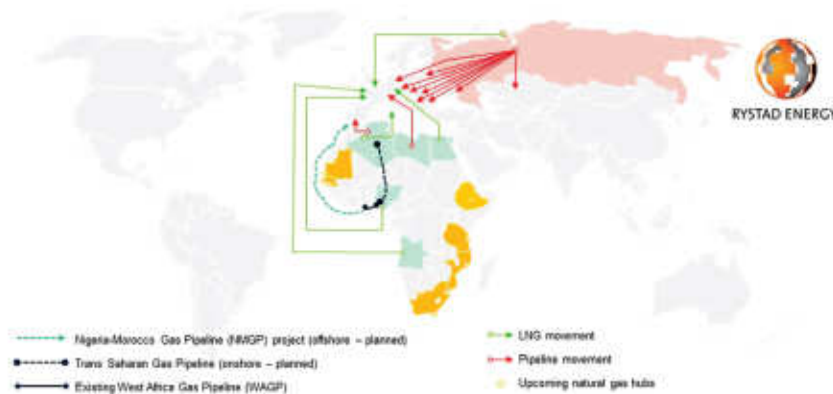 RYSTAD ENERGY
Nigeria-Morocco Gas Pipeline (NMGP) project (offshore – planned)
Trans Saharan Gas Pipeline (onshore – planned)
Existing West Africa Gas Pipeline (WAGP)
LNG movement
Pipeline movement
Upcoming natural gas hubs